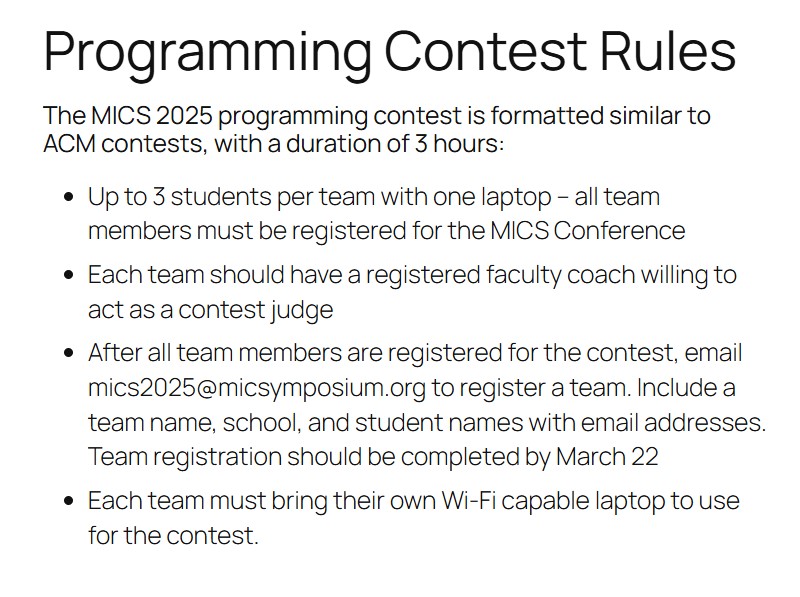 Programming Contest Rules
The MICS 2025 programming contest is formatted similar to
ACM contests, with a duration of 3 hours:
• Up to 3 students per team with one laptop – all team
members must be registered for the MICS Conference
• Each team should have a registered faculty coach willing to
act as a contest judge
• After all team members are registered for the contest, email
mics2025@micsymposium.org to register a team. Include a
team name, school, and student names with email addresses.
Team registration should be completed by March 22
• Each team must bring their own Wi-Fi capable laptop to use
for the contest.